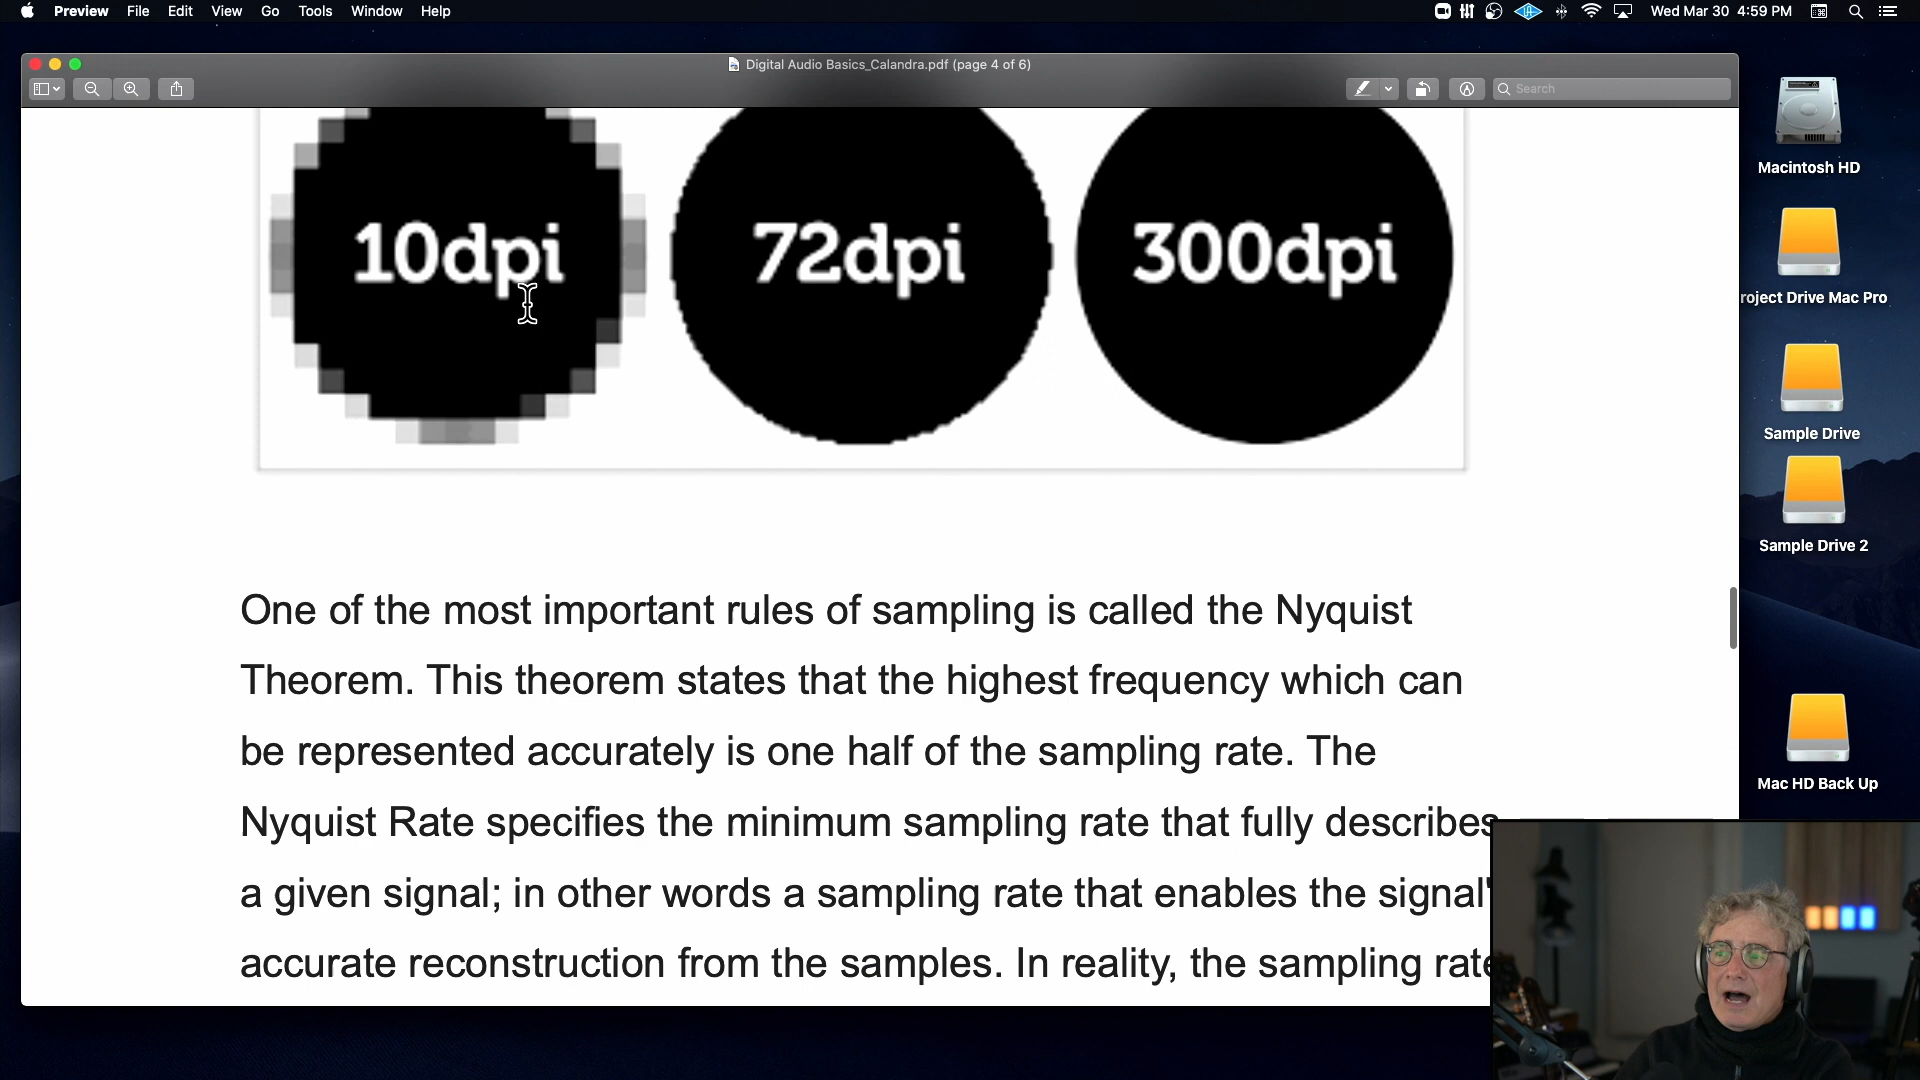 Preview File Edit View Go Tools Window Help
Wed Mar 30 4:59 PM
Digital Audio Basics_Calandra.pdf (page 4 of 6)
Search
10dpi 72dpi 300dpi
One of the most important rules of sampling is called the Nyquist
Theorem. This theorem states that the highest frequency which can
be represented accurately is one half of the sampling rate. The
Nyquist Rate specifies the minimum sampling rate that fully describes
a given signal; in other words a sampling rate that enables the signal'
accurate reconstruction from the samples. In reality, the sampling rate
Macintosh HD
roject Drive Mac Pro
Sample Drive
Sample Drive 2
Mac HD Back Up